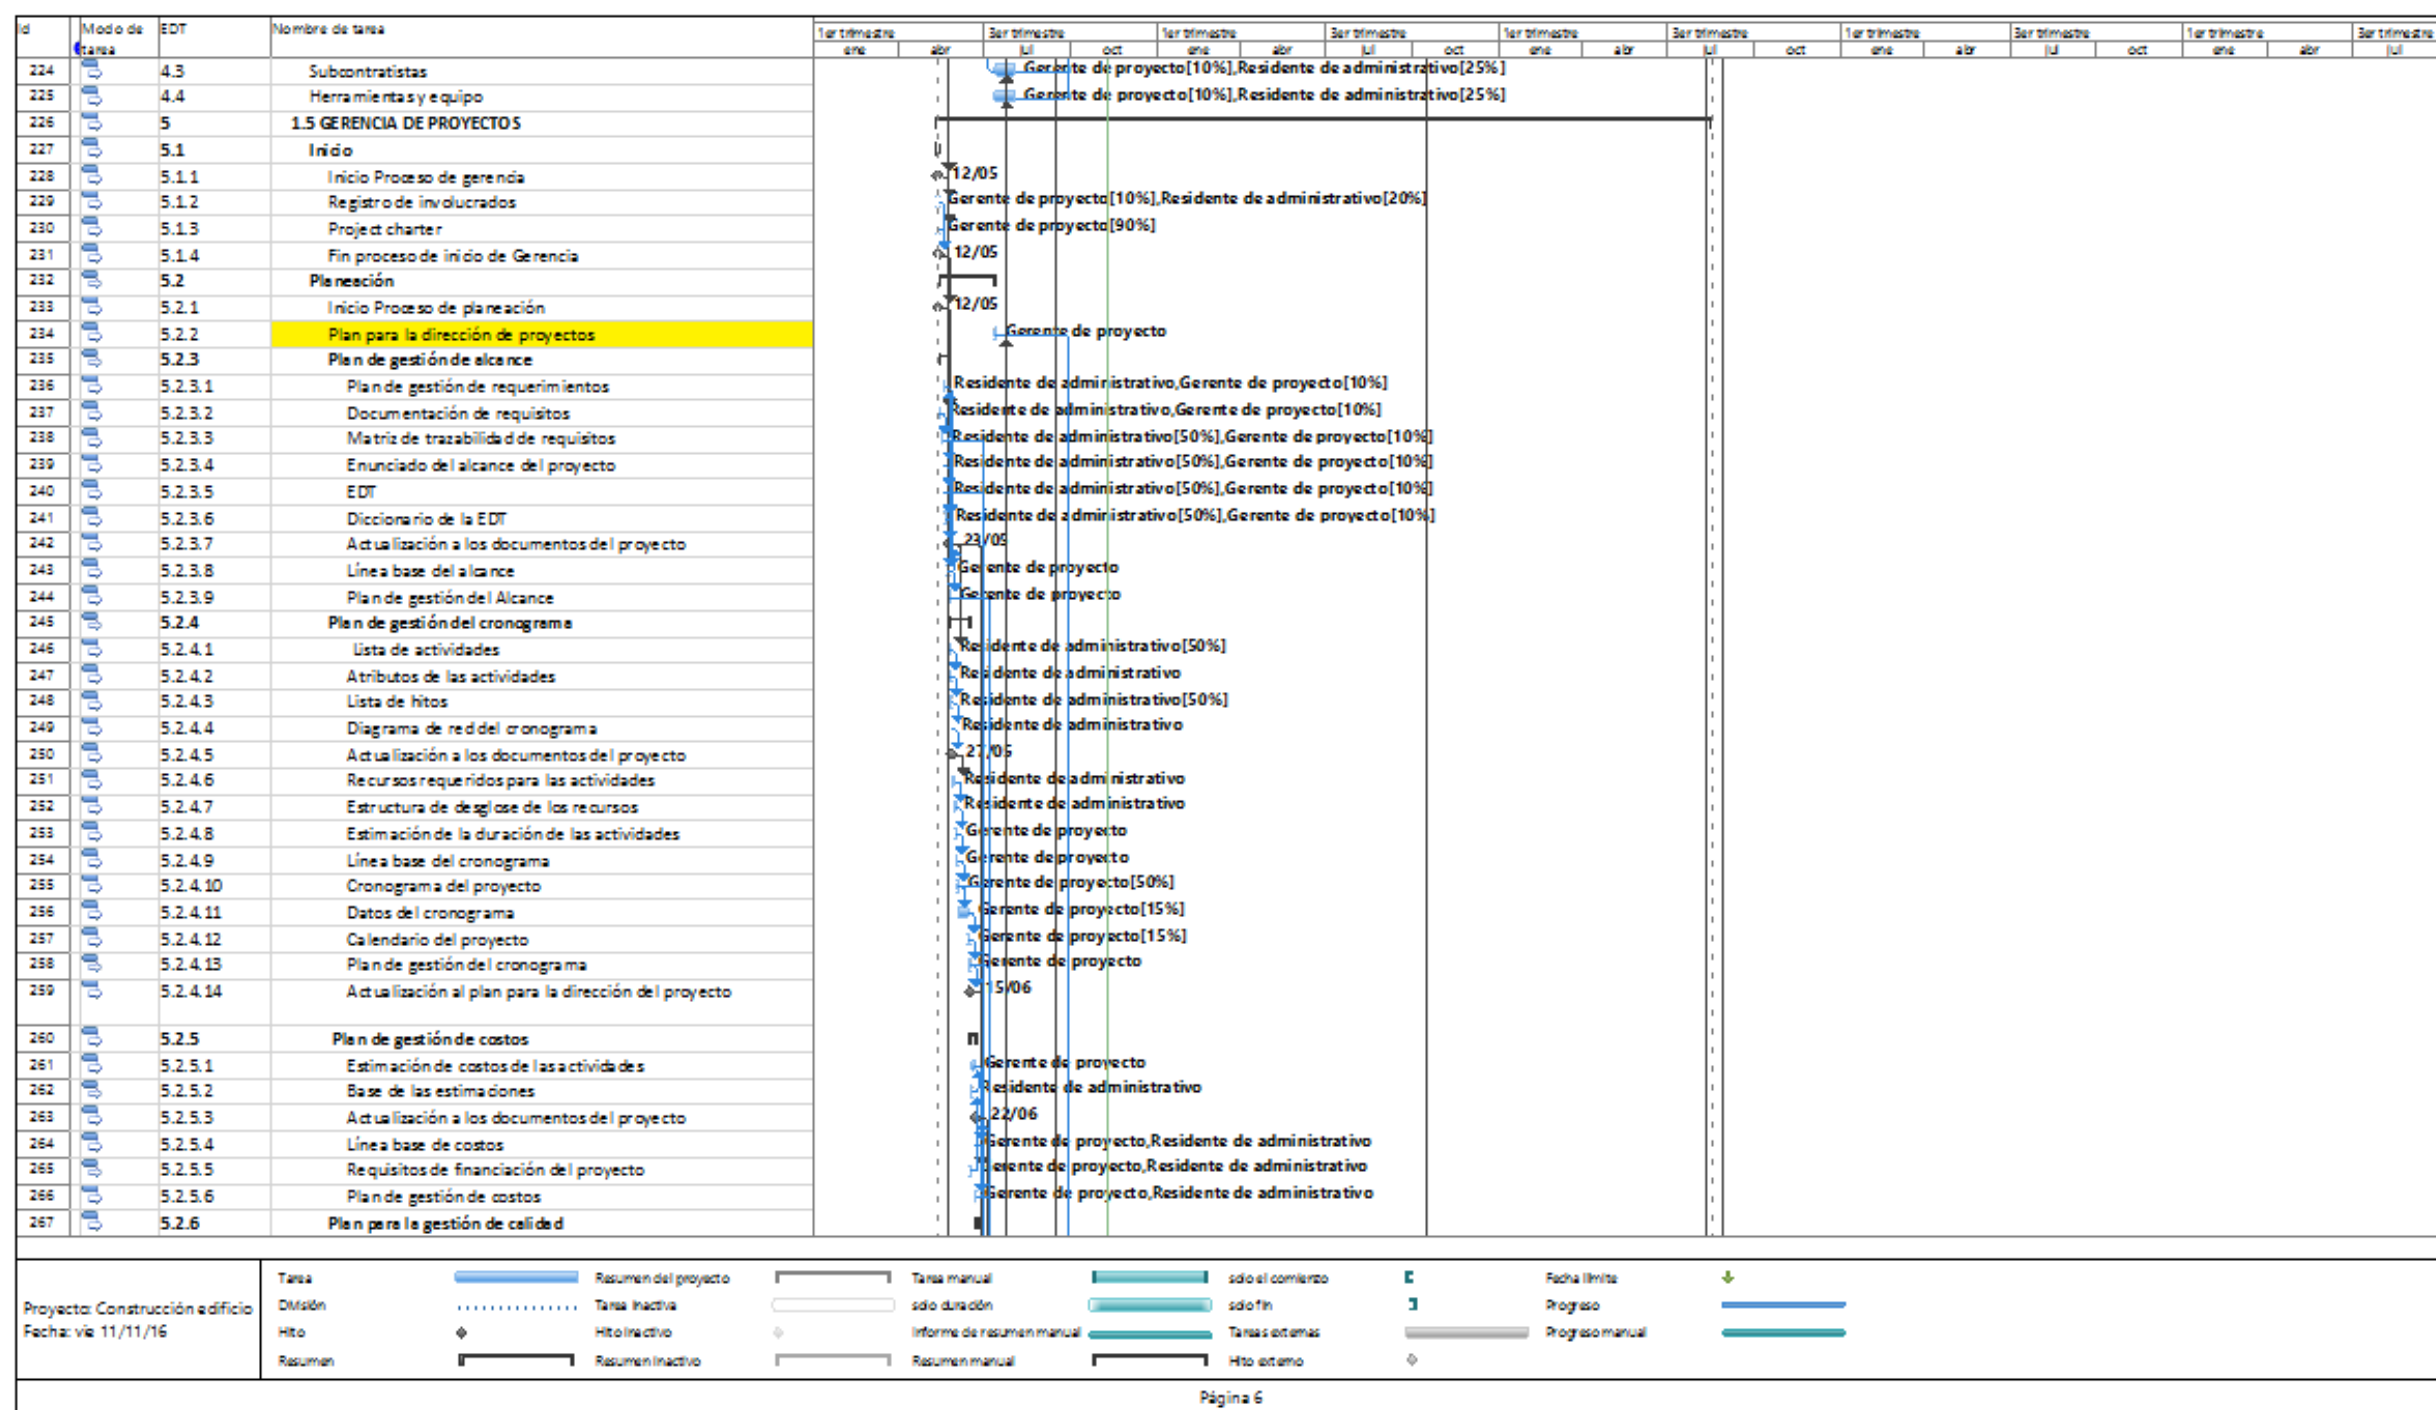 Id Modo de tarea EDT Nombre de tarea
1er trimestre 3er trimestre 1er trimestre 3er trimestre 1er trimestre 3er trimestre 1er trimestre 3er trimestre 1er trimestre 3er trimestre
ene abr jul oct ene abr jul oct ene abr jul oct ene abr jul oct ene abr jul
224 4.3 Subcontratistas Gerente de proyecto[10%],Residente de administrativo[25%]
225 4.4 Herramientas y equipo Gerente de proyecto[10%],Residente de administrativo[25%]
226 5 1.5 GERENCIA DE PROYECTOS
227 5.1 Inicio
228 5.1.1 Inicio Proceso de gerencia 12/05
229 5.1.2 Registro de involucrados Gerente de proyecto[10%],Residente de administrativo[20%]
230 5.1.3 Project charter Gerente de proyecto[90%]
231 5.1.4 Fin proceso de inicio de Gerencia 12/05
232 5.2 Planeación
233 5.2.1 Inicio Proceso de planeación 12/05
234 5.2.2 Plan para la dirección de proyectos Gerente de proyecto
235 5.2.3 Plan de gestión de alcance
236 5.2.3.1 Plan de gestión de requerimientos Residente de administrativo,Gerente de proyecto[10%]
237 5.2.3.2 Documentación de requisitos Residente de administrativo,Gerente de proyecto[10%]
238 5.2.3.3 Matriz de trazabilidad de requisitos Residente de administrativo[50%],Gerente de proyecto[10%]
239 5.2.3.4 Enunciado del alcance del proyecto Residente de administrativo[50%],Gerente de proyecto[10%]
240 5.2.3.5 EDT Residente de administrativo[50%],Gerente de proyecto[10%]
241 5.2.3.6 Diccionario de la EDT Residente de administrativo[50%],Gerente de proyecto[10%]
242 5.2.3.7 Actualización a los documentos del proyecto 23/05
243 5.2.3.8 Línea base del alcance Gerente de proyecto
244 5.2.3.9 Plan de gestión del Alcance Gerente de proyecto
245 5.2.4 Plan de gestión del cronograma
246 5.2.4.1 Lista de actividades Residente de administrativo[50%]
247 5.2.4.2 Atributos de las actividades Residente de administrativo
248 5.2.4.3 Lista de hitos Residente de administrativo[50%]
249 5.2.4.4 Diagrama de red del cronograma Residente de administrativo
250 5.2.4.5 Actualización a los documentos del proyecto 27/05
251 5.2.4.6 Recursos requeridos para las actividades Residente de administrativo
252 5.2.4.7 Estructura de desglose de los recursos Residente de administrativo
253 5.2.4.8 Estimación de la duración de las actividades Gerente de proyecto
254 5.2.4.9 Línea base del cronograma Gerente de proyecto
255 5.2.4.10 Cronograma del proyecto Gerente de proyecto[50%]
256 5.2.4.11 Datos del cronograma Gerente de proyecto[15%]
257 5.2.4.12 Calendario del proyecto Gerente de proyecto[15%]
258 5.2.4.13 Plan de gestión del cronograma Gerente de proyecto
259 5.2.4.14 Actualización al plan para la dirección del proyecto 15/06
260 5.2.5 Plan de gestión de costos
261 5.2.5.1 Estimación de costos de las actividades Gerente de proyecto
262 5.2.5.2 Base de las estimaciones Residente de administrativo
263 5.2.5.3 Actualización a los documentos del proyecto 22/06
264 5.2.5.4 Línea base de costos Gerente de proyecto,Residente de administrativo
265 5.2.5.5 Requisitos de financiación del proyecto Gerente de proyecto,Residente de administrativo
266 5.2.5.6 Plan de gestión de costos Gerente de proyecto,Residente de administrativo
267 5.2.6 Plan para la gestión de calidad
Proyecto: Construcción edificio
Fecha: vie 11/11/16
Tarea Resumen del proyecto Tarea manual solo el comienzo Fecha límite
División Tarea inactiva solo duración solo fin Progreso
Hito Hito inactivo Informe de resumen manual Tareas externas Progreso manual
Resumen Resumen inactivo Resumen manual Hito externo
Página 6